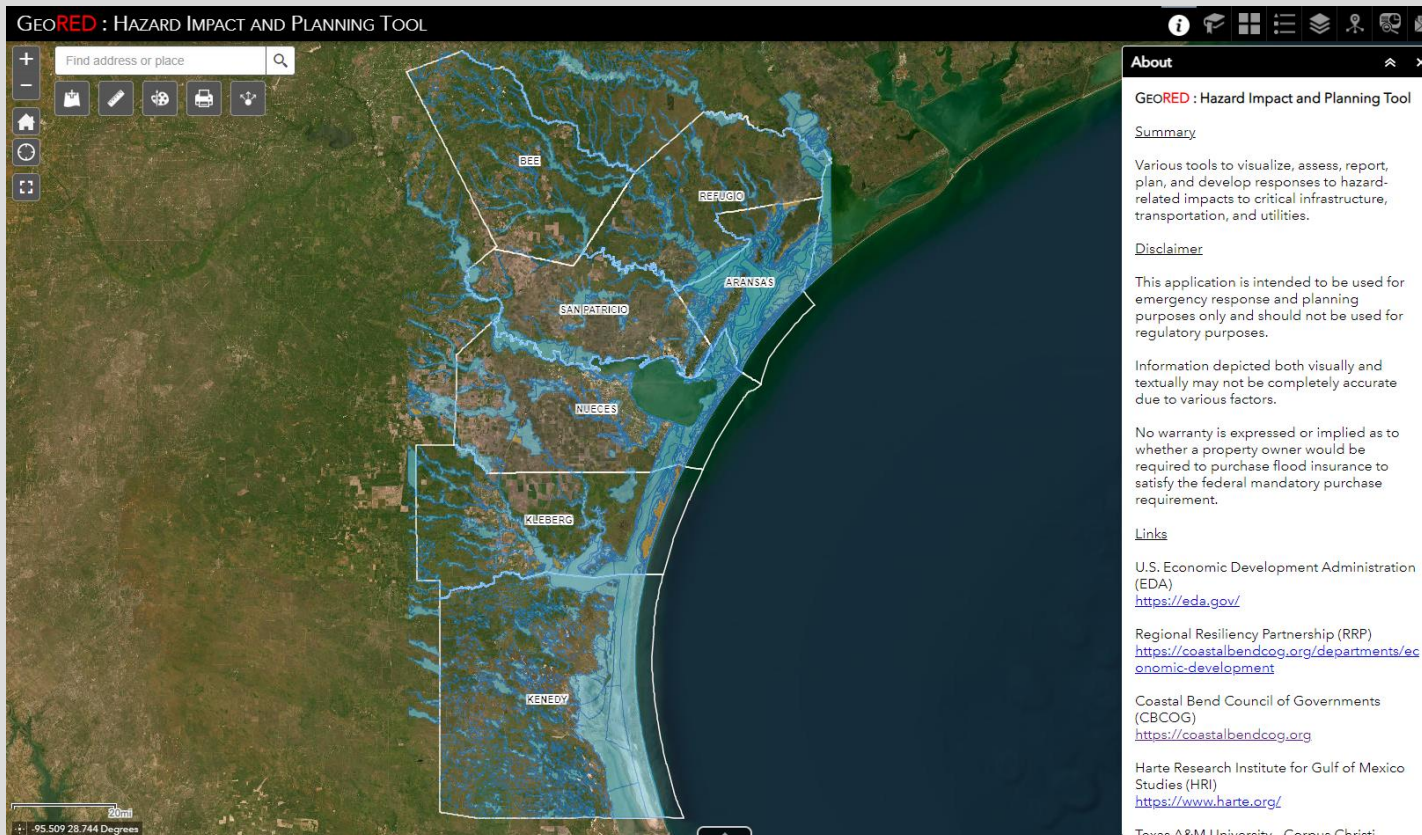 GEORED : HAZARD IMPACT AND PLANNING TOOL
Find address or place
BEE
REFUGIO
ARANSAS
SAN PATRICIO
NUECES
KLEBERG
KENEDY
20mi
-95.509 28.744 Degrees
About
GEORED : Hazard Impact and Planning Tool
Summary
Various tools to visualize, assess, report,
plan, and develop responses to hazard-
related impacts to critical infrastructure,
transportation, and utilities.
Disclaimer
This application is intended to be used for
emergency response and planning
purposes only and should not be used for
regulatory purposes.
Information depicted both visually and
textually may not be completely accurate
due to various factors.
No warranty is expressed or implied as to
whether a property owner would be
required to purchase flood insurance to
satisfy the federal mandatory purchase
requirement.
Links
U.S. Economic Development Administration
(EDA)
https://eda.gov/
Regional Resiliency Partnership (RRP)
https://coastalbendcog.org/departments/ec
onomic-development
Coastal Bend Council of Governments
(CBCOG)
https://coastalbendcog.org
Harte Research Institute for Gulf of Mexico
Studies (HRI)
https://www.harte.org/
Texas A&M University - Corpus Christi